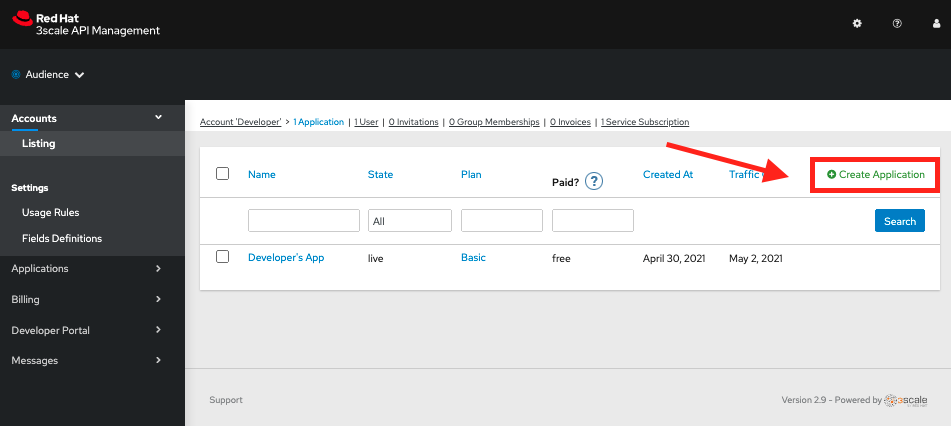 Red Hat
3scale API Management
Audience
Accounts
Listing
Settings
Usage Rules
Fields Definitions
Applications
Billing
Developer Portal
Messages
Account 'Developer' > 1 Application | 1 User | 0 Invitations | 0 Group Memberships | 0 Invoices | 1 Service Subscription
Name State Plan Paid? ? Created At Traffic Create Application
All Search
Developer's App live Basic free April 30, 2021 May 2, 2021
Support Version 2.9 - Powered by 3scale